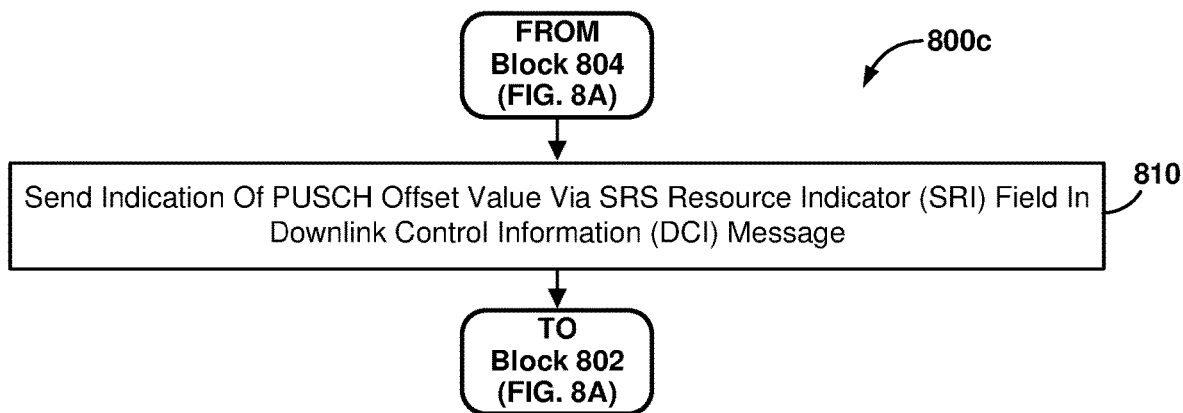 FROM
Block 804
(FIG. 8A)
800c
Send Indication Of PUSCH Offset Value Via SRS Resource Indicator (SRI) Field In
Downlink Control Information (DCI) Message
810
TO
Block 802
(FIG. 8A)